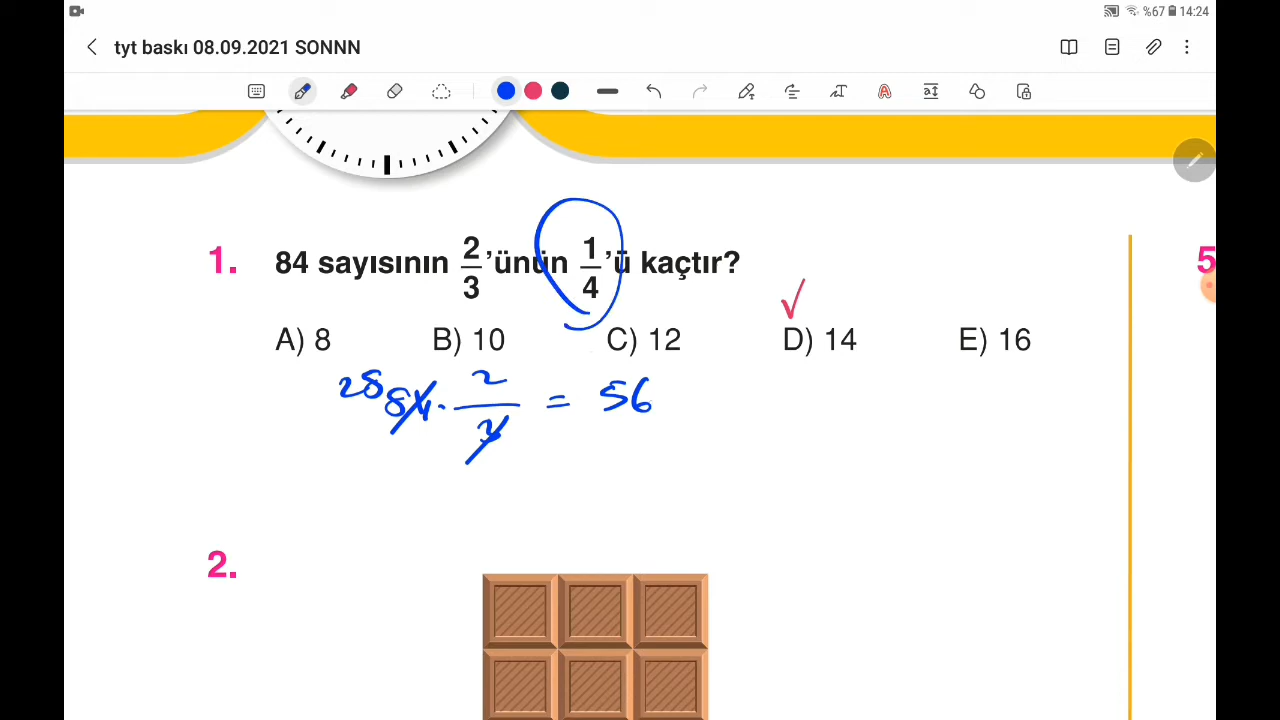 %67 14:24
tyt baskı 08.09.2021 SONNN
1. 84 sayısının 2/3 'ünün 1/4 'ü kaçtır?
A) 8 B) 10 C) 12 D) 14 E) 16
28 84 . 2/3 = 56
2.
5